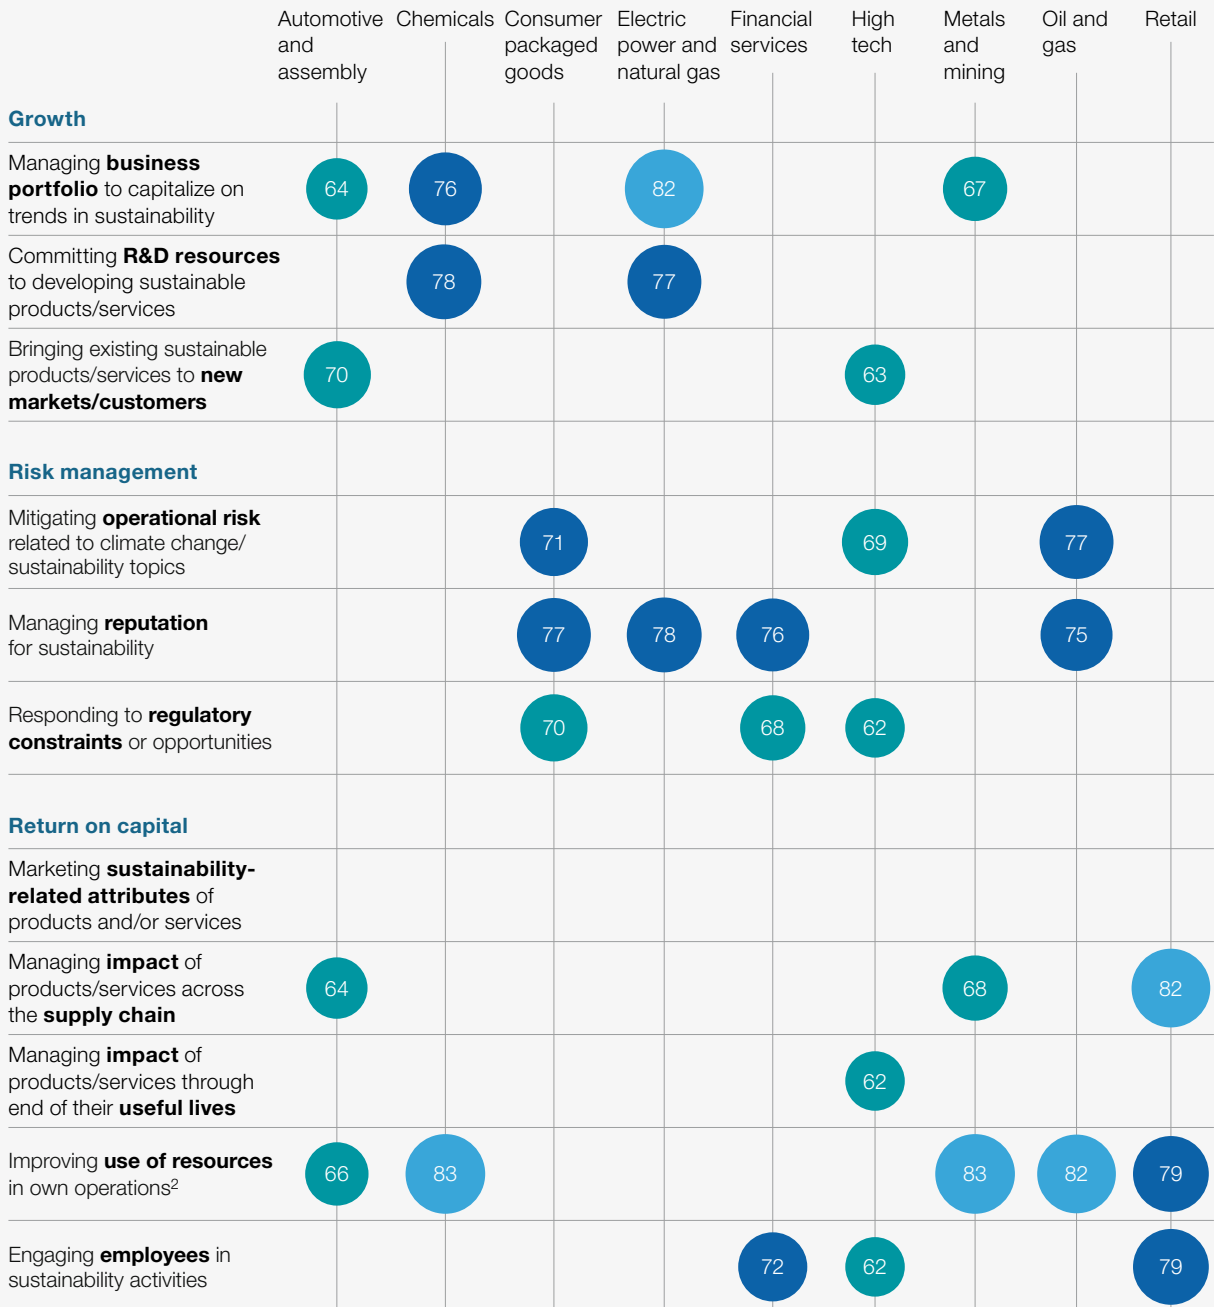 Automotive and assembly
Chemicals
Consumer packaged goods
Electric power and natural gas
Financial services
High tech
Metals and mining
Oil and gas
Retail
Growth
Managing business
portfolio to capitalize on
trends in sustainability
64 76 82 67
Committing R&D resources
to developing sustainable
products/services
78 77
Bringing existing sustainable
products/services to new
markets/customers
70 63
Risk management
Mitigating operational risk
related to climate change/
sustainability topics
71 69 77
Managing reputation
for sustainability
77 78 76 75
Responding to regulatory
constraints or opportunities
70 68 62
Return on capital
Marketing sustainability-
related attributes of
products and/or services
Managing impact of
products/services across
the supply chain
64 68 82
Managing impact of
products/services through
end of their useful lives
62
Improving use of resources
in own operations²
66 83 83 82 79
Engaging employees in
sustainability activities
72 62 79